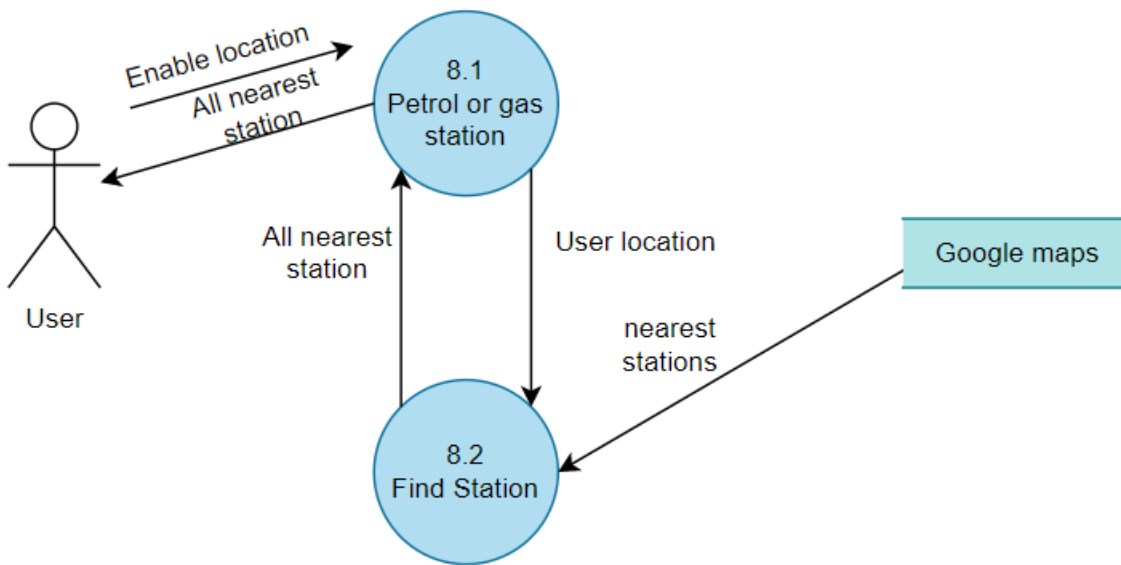 Enable location
All nearest
station
User
8.1
Petrol or gas
station
All nearest
station
User location
Google maps
nearest
stations
8.2
Find Station